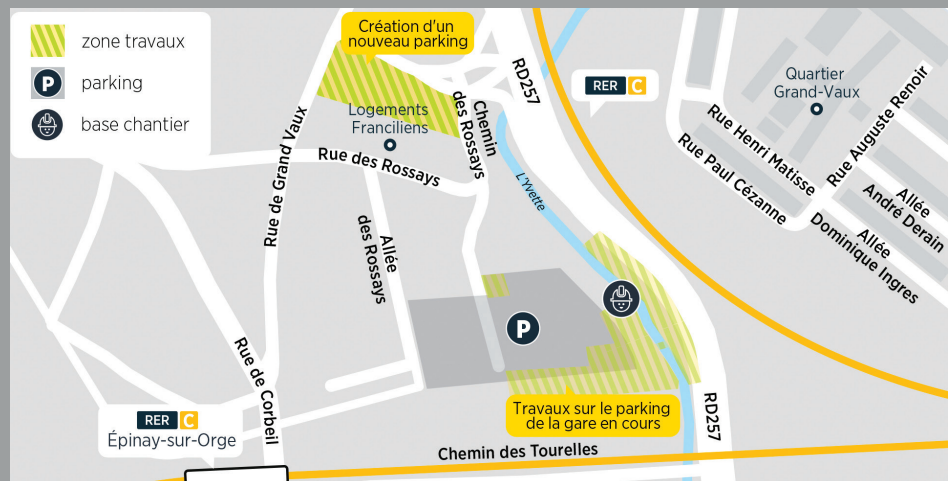 zone travaux
P
parking
base chantier
Création d'un
nouveau parking
Logements
Franciliens
Rue de Grand Vaux
Rue des Rossays
Chemin
des Rossays
RD257
RER C
Quartier
Grand-Vaux
Rue Auguste Renoir
Rue Henri Matisse
Rue Paul Cézanne
Allée
André Derain
Allée
Dominique Ingres
L'Yvette
Allée
des Rossays
P
Rue de Corbeil
RER C
Épinay-sur-Orge
Travaux sur le parking
de la gare en cours
RD257
Chemin des Tourelles